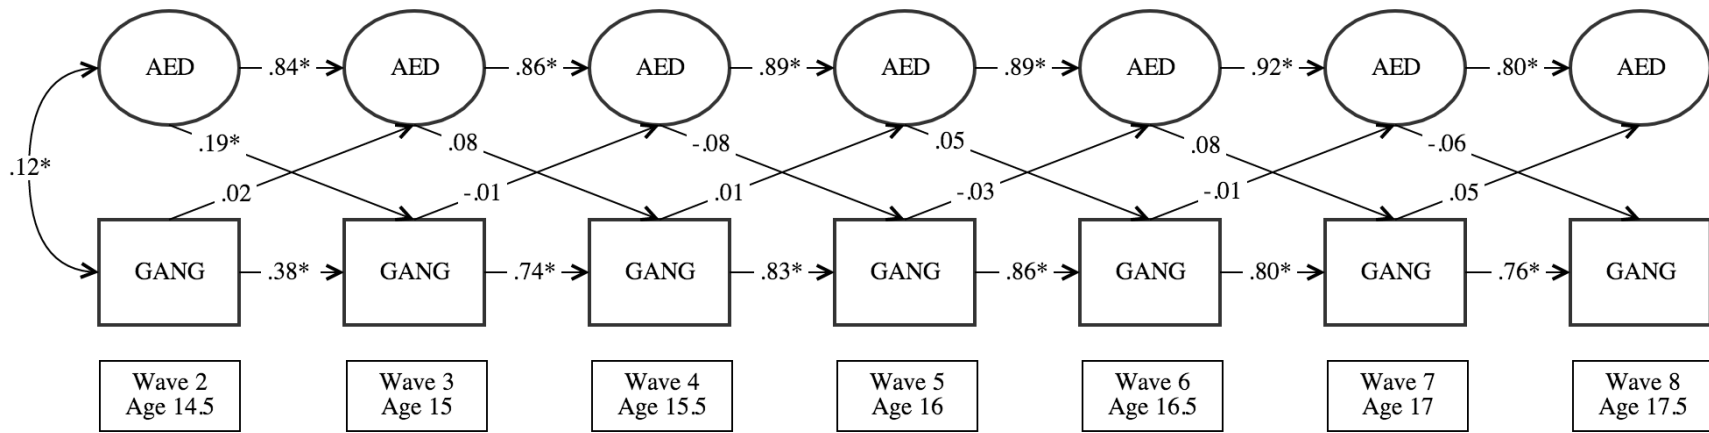 AED .84* AED .86* AED .89* AED .89* AED .92* AED .80* AED
.19* .08 -.08 .05 .08 -.06
.12*
.02 -.01 .01 -.03 -.01 .05
GANG .38* GANG .74* GANG .83* GANG .86* GANG .80* GANG .76* GANG
Wave 2
Age 14.5
Wave 3
Age 15
Wave 4
Age 15.5
Wave 5
Age 16
Wave 6
Age 16.5
Wave 7
Age 17
Wave 8
Age 17.5